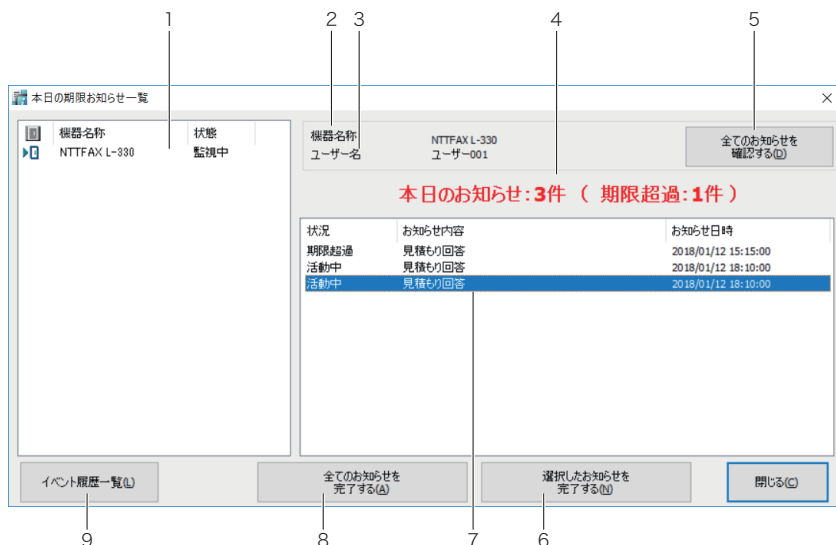 1
2
3
4
5
本日の期限お知らせ一覧
×
機器名称 状態
NTTFAX L-330 監視中
機器名称 NTTFAX L-330
ユーザー名 ユーザー001
全てのお知らせを
確認する(D)
本日のお知らせ:3件 ( 期限超過:1件 )
状況 お知らせ内容 お知らせ日時
期限超過 見積もり回答 2018/01/12 15:15:00
活動中 見積もり回答 2018/01/12 18:10:00
活動中 見積もり回答 2018/01/12 18:10:00
イベント履歴一覧(L)
全てのお知らせを
完了する(A)
選択したお知らせを
完了する(N)
閉じる(C)
9
8
7
6